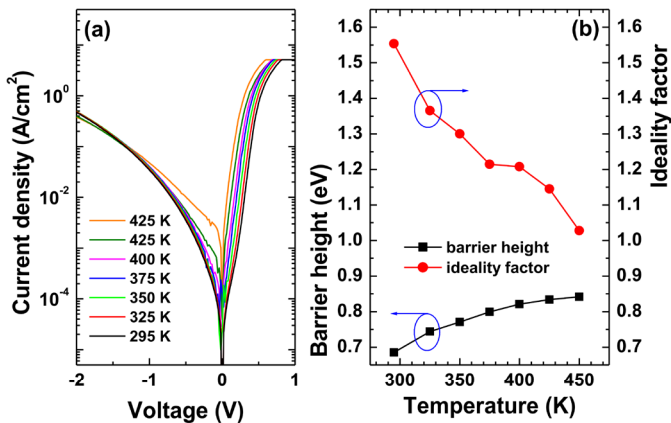 (a)
Current density (A/cm²)
10⁰
10⁻²
10⁻⁴
425 K
425 K
400 K
375 K
350 K
325 K
295 K
-2
-1
0
1
Voltage (V)
(b)
Barrier height (eV)
1.6
1.5
1.4
1.3
1.2
1.1
1.0
0.9
0.8
0.7
barrier height
ideality factor
300
350
400
450
Temperature (K)
1.6
1.5
1.4
1.3
1.2
1.1
1.0
0.9
0.8
0.7
Ideality factor